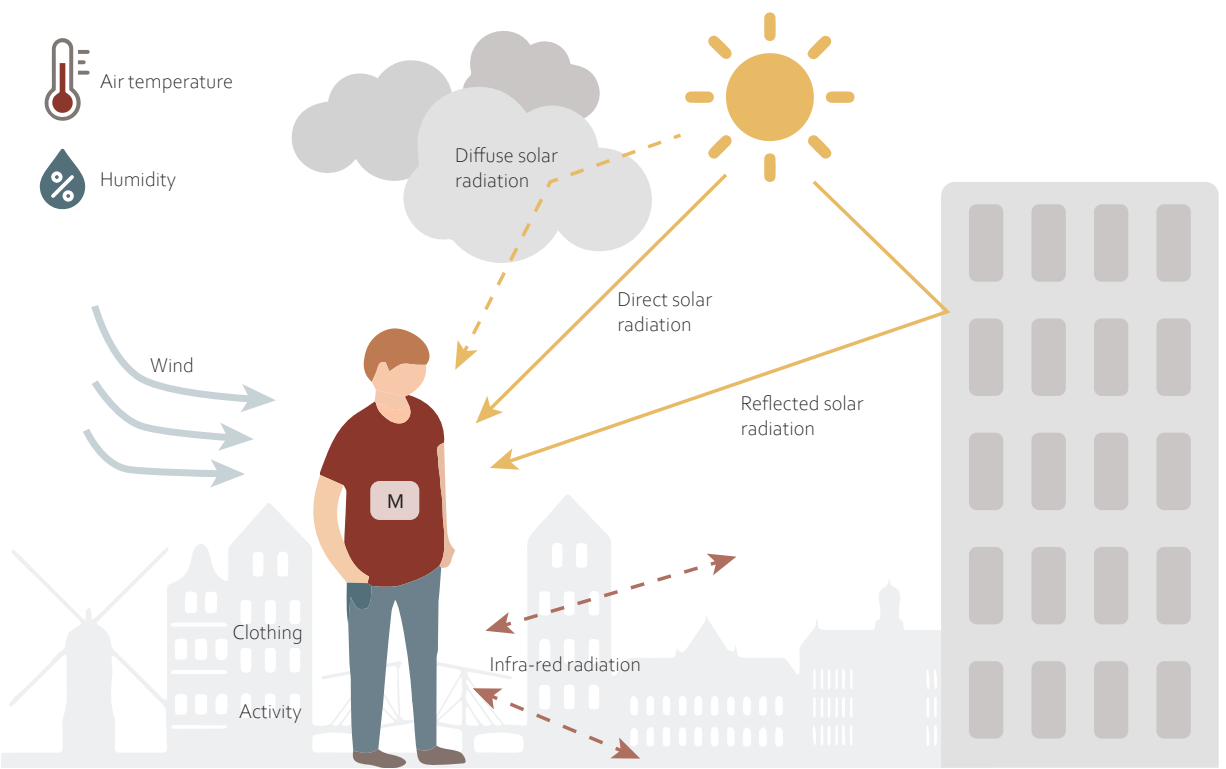 Air temperature
Humidity
Diffuse solar
radiation
Direct solar
radiation
Wind
Reflected solar
radiation
M
Clothing
Infra-red radiation
Activity